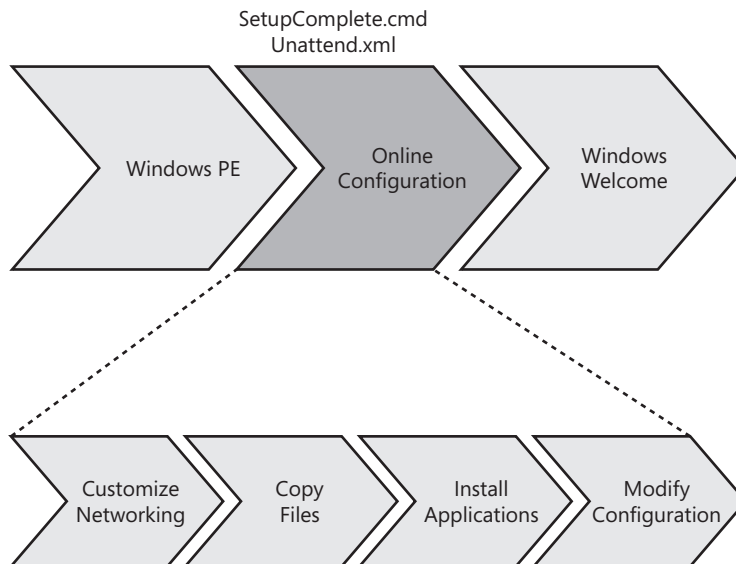 SetupComplete.cmd
Unattend.xml
Windows PE
Online
Configuration
Windows
Welcome
Customize
Networking
Copy
Files
Install
Applications
Modify
Configuration